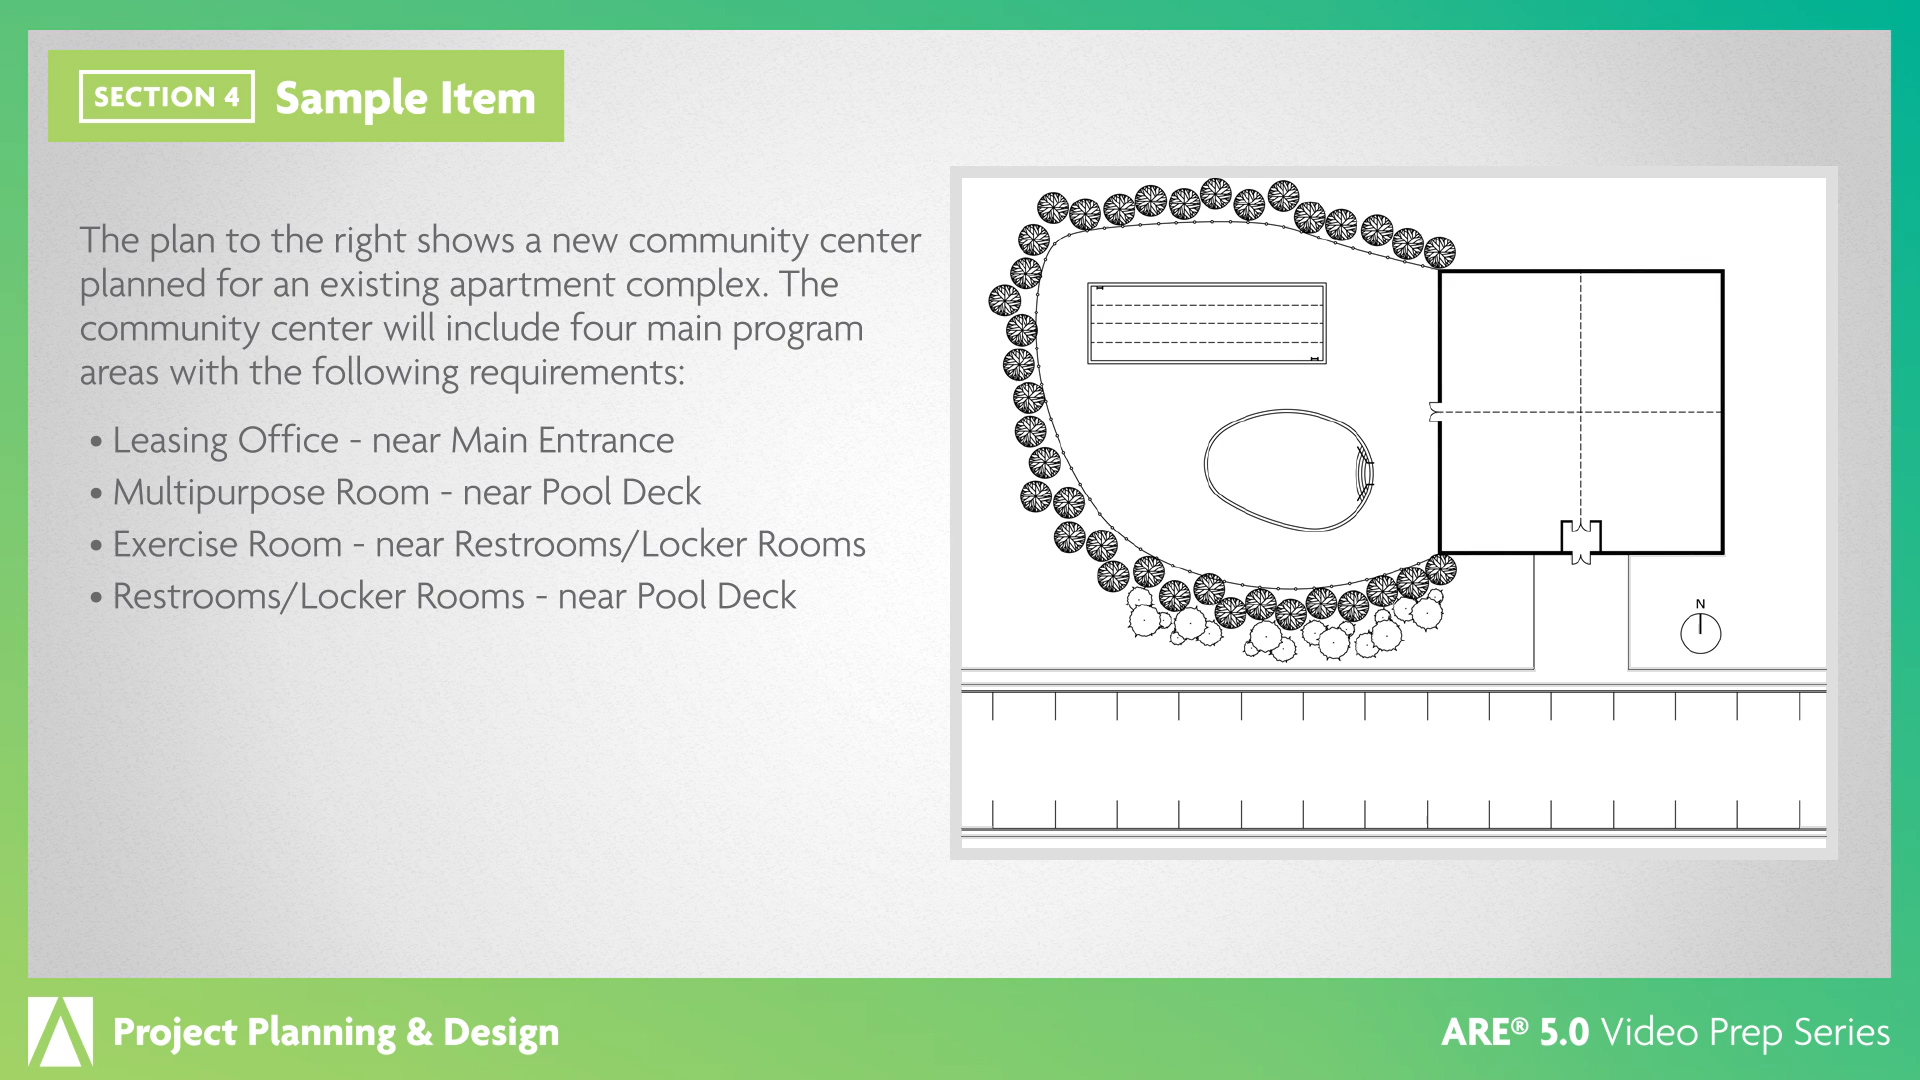 SECTION 4 Sample Item
The plan to the right shows a new community center
planned for an existing apartment complex. The
community center will include four main program
areas with the following requirements:
• Leasing Office - near Main Entrance
• Multipurpose Room - near Pool Deck
• Exercise Room - near Restrooms/Locker Rooms
• Restrooms/Locker Rooms - near Pool Deck
N
Project Planning & Design
ARE® 5.0 Video Prep Series